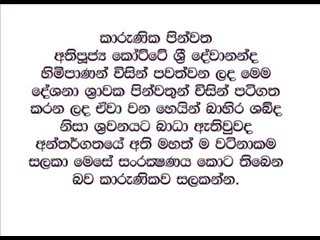 කාරුණික පින්වත
අතිපූජ්‍ය කෝට්ටේ ශ්‍රී දේවානන්ද
හිමිපාණන් විසින් පවත්වන ලද මෙම
දේශනා ශ්‍රාවක පින්වතුන් විසින් පටිගත
කරන ලද ඒවා වන හෙයින් බාහිර ශබ්ද
නිසා ශ්‍රවනයට බාධා ඇතිවුවද
අන්තර්ගතයේ අති මහත් ම වටිනාකම
සලකා මෙසේ සංරක්‍ෂණය කොට තිබෙන
බව කාරුණිකව සලකන්න.